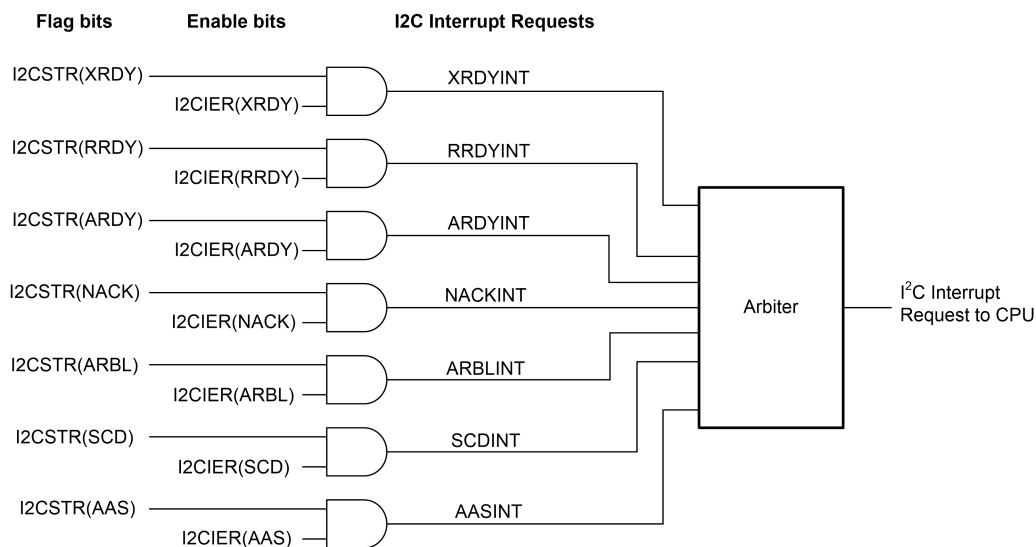 Flag bits
Enable bits
I2C Interrupt Requests
I2CSTR(XRDY)
I2CIER(XRDY)
XRDYINT
I2CSTR(RRDY)
I2CIER(RRDY)
RRDYINT
I2CSTR(ARDY)
I2CIER(ARDY)
ARDYINT
I2CSTR(NACK)
I2CIER(NACK)
NACKINT
I2CSTR(ARBL)
I2CIER(ARBL)
ARBLINT
I2CSTR(SCD)
I2CIER(SCD)
SCDINT
I2CSTR(AAS)
I2CIER(AAS)
AASINT
Arbiter
I²C Interrupt
Request to CPU